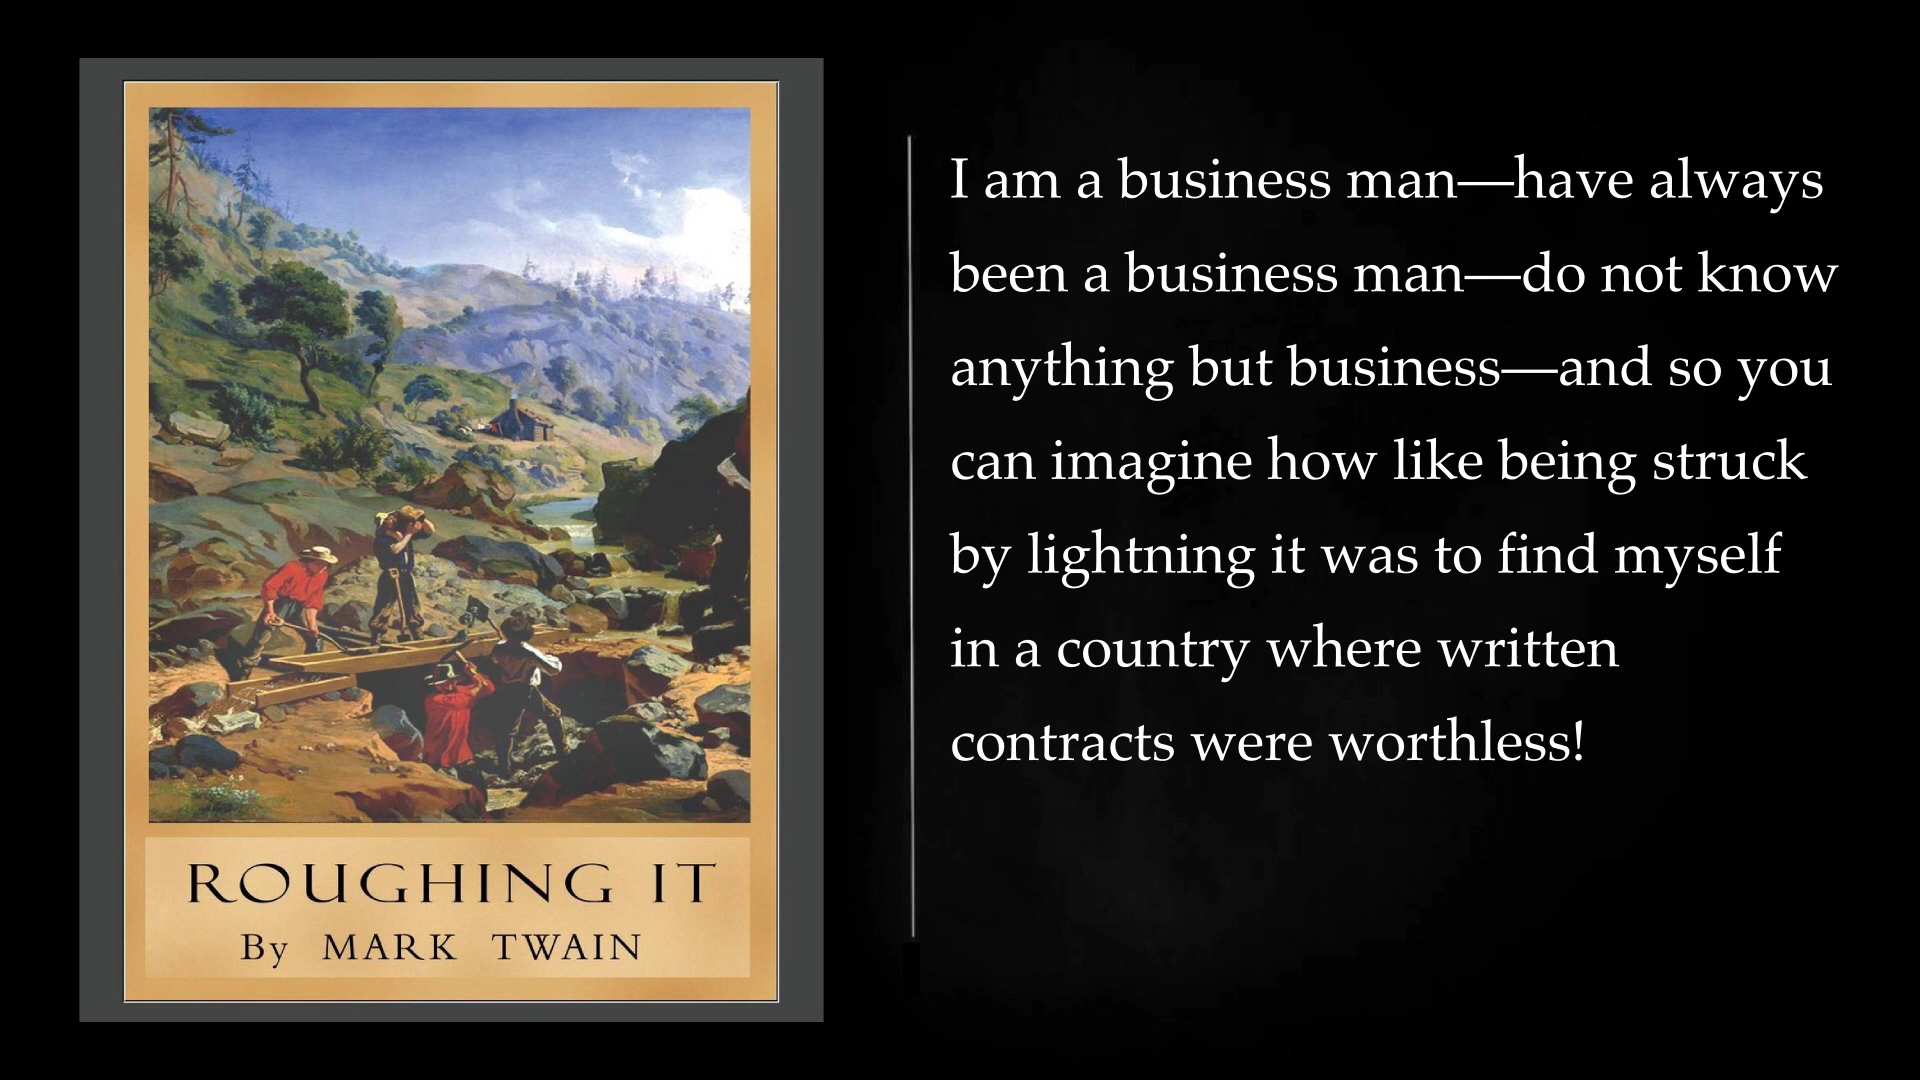 ROUGHING IT
By MARK TWAIN
I am a business man—have always
been a business man—do not know
anything but business—and so you
can imagine how like being struck
by lightning it was to find myself
in a country where written
contracts were worthless!